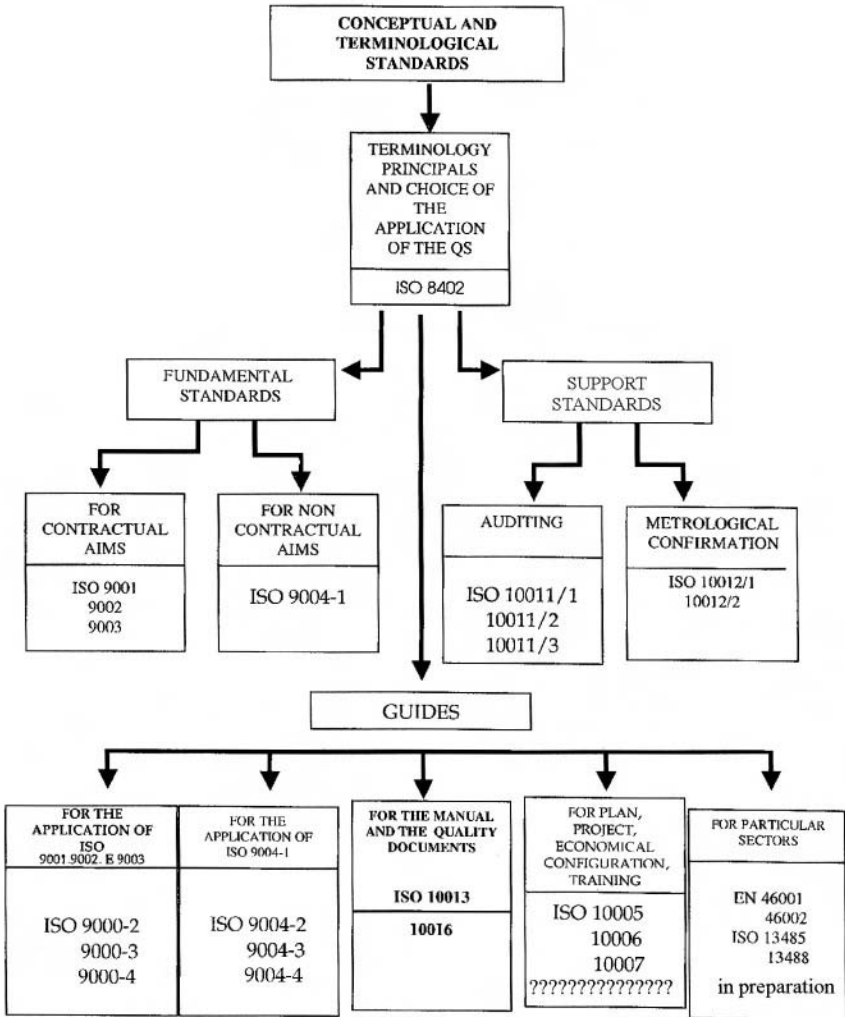 CONCEPTUAL AND
TERMINOLOGICAL
STANDARDS
TERMINOLOGY
PRINCIPALS
AND CHOICE OF
THE
APPLICATION
OF THE QS
ISO 8402
FUNDAMENTAL
STANDARDS
SUPPORT
STANDARDS
FOR
CONTRACTUAL
AIMS
ISO 9001
9002
9003
FOR NON
CONTRACTUAL
AIMS
ISO 9004-1
AUDITING
ISO 10011/1
10011/2
10011/3
METROLOGICAL
CONFIRMATION
ISO 10012/1
10012/2
GUIDES
FOR THE
APPLICATION OF
ISO
9001.9002. E 9003
ISO 9000-2
9000-3
9000-4
FOR THE
APPLICATION OF
ISO 9004-1
ISO 9004-2
9004-3
9004-4
FOR THE MANUAL
AND THE QUALITY
DOCUMENTS
ISO 10013
10016
FOR PLAN,
PROJECT,
ECONOMICAL
CONFIGURATION,
TRAINING
ISO 10005
10006
10007
???????????????
FOR PARTICULAR
SECTORS
EN 46001
46002
ISO 13485
13488
in preparation